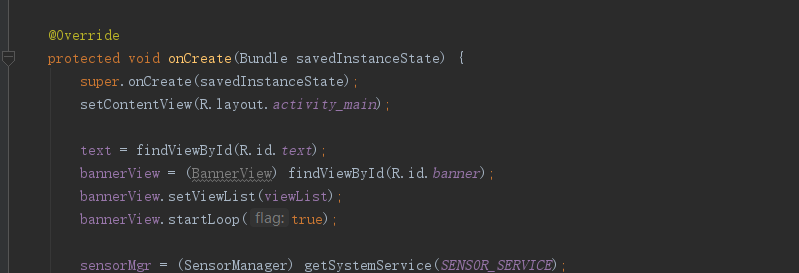 @Override
protected void onCreate(Bundle savedInstanceState) {
super.onCreate(savedInstanceState);
setContentView(R.layout.activity_main);
text = findViewById(R.id.text);
bannerView = (BannerView) findViewById(R.id.banner);
bannerView.setViewList(viewList);
bannerView.startLoop( flag: true);
sensorMgr = (SensorManager) getSystemService(SENSOR_SERVICE);